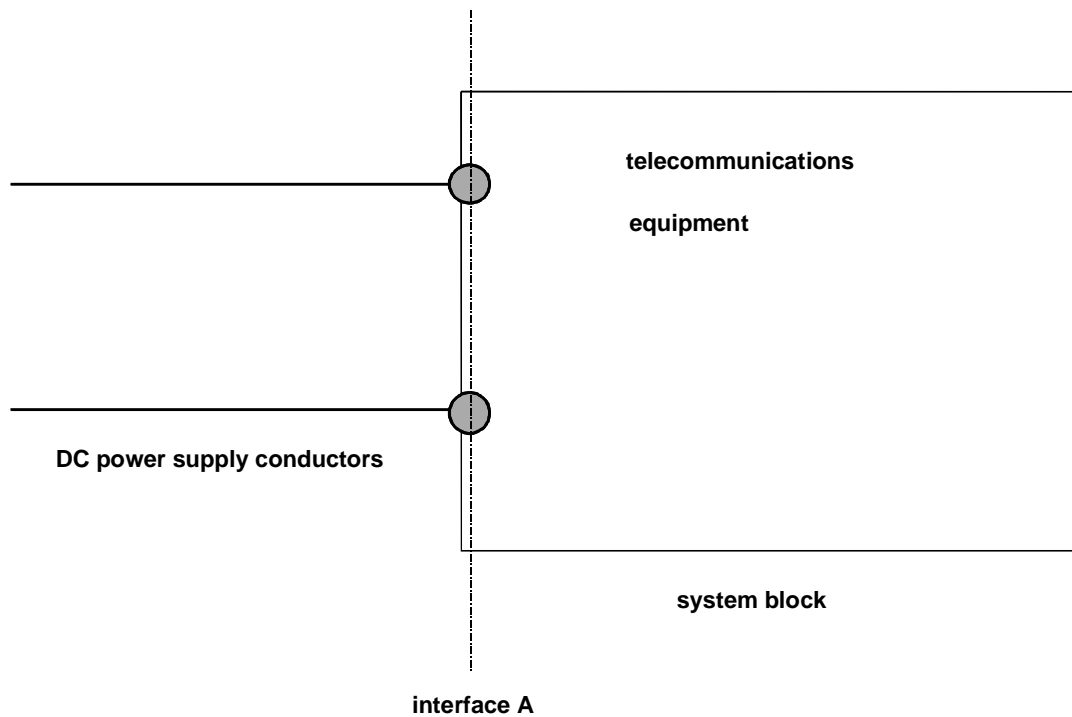 telecommunications
equipment
DC power supply conductors
system block
interface A